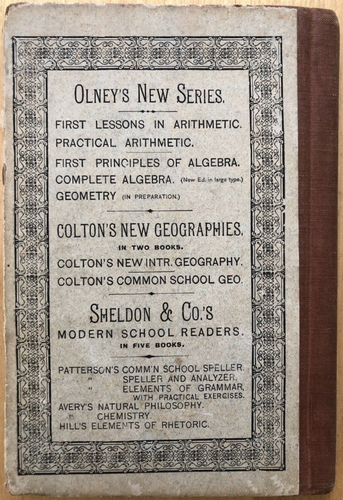 OLNEY'S NEW SERIES.
FIRST LESSONS IN ARITHMETIC.
PRACTICAL ARITHMETIC.
FIRST PRINCIPLES OF ALGEBRA.
COMPLETE ALGEBRA. (New Ed. in large type.)
GEOMETRY (IN PREPARATION.)
COLTON'S NEW GEOGRAPHIES.
IN TWO BOOKS.
COLTON'S NEW INTR. GEOGRAPHY.
COLTON'S COMMON SCHOOL GEO.
SHELDON & CO.'S
MODERN SCHOOL READERS.
IN FIVE BOOKS.
PATTERSON'S COMM'N SCHOOL SPELLER.
" SPELLER AND ANALYZER.
" ELEMENTS OF GRAMMAR,
WITH PRACTICAL EXERCISES.
AVERY'S NATURAL PHILOSOPHY.
" CHEMISTRY.
HILL'S ELEMENTS OF RHETORIC.